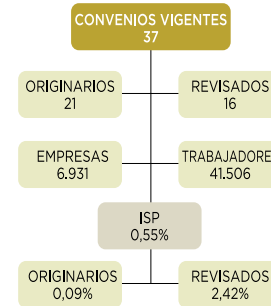 CONVENIOS VIGENTES
37
ORIGINARIOS
21
REVISADOS
16
EMPRESAS
6.931
TRABAJADORE
41.506
ISP
0,55%
ORIGINARIOS
0,09%
REVISADOS
2,42%